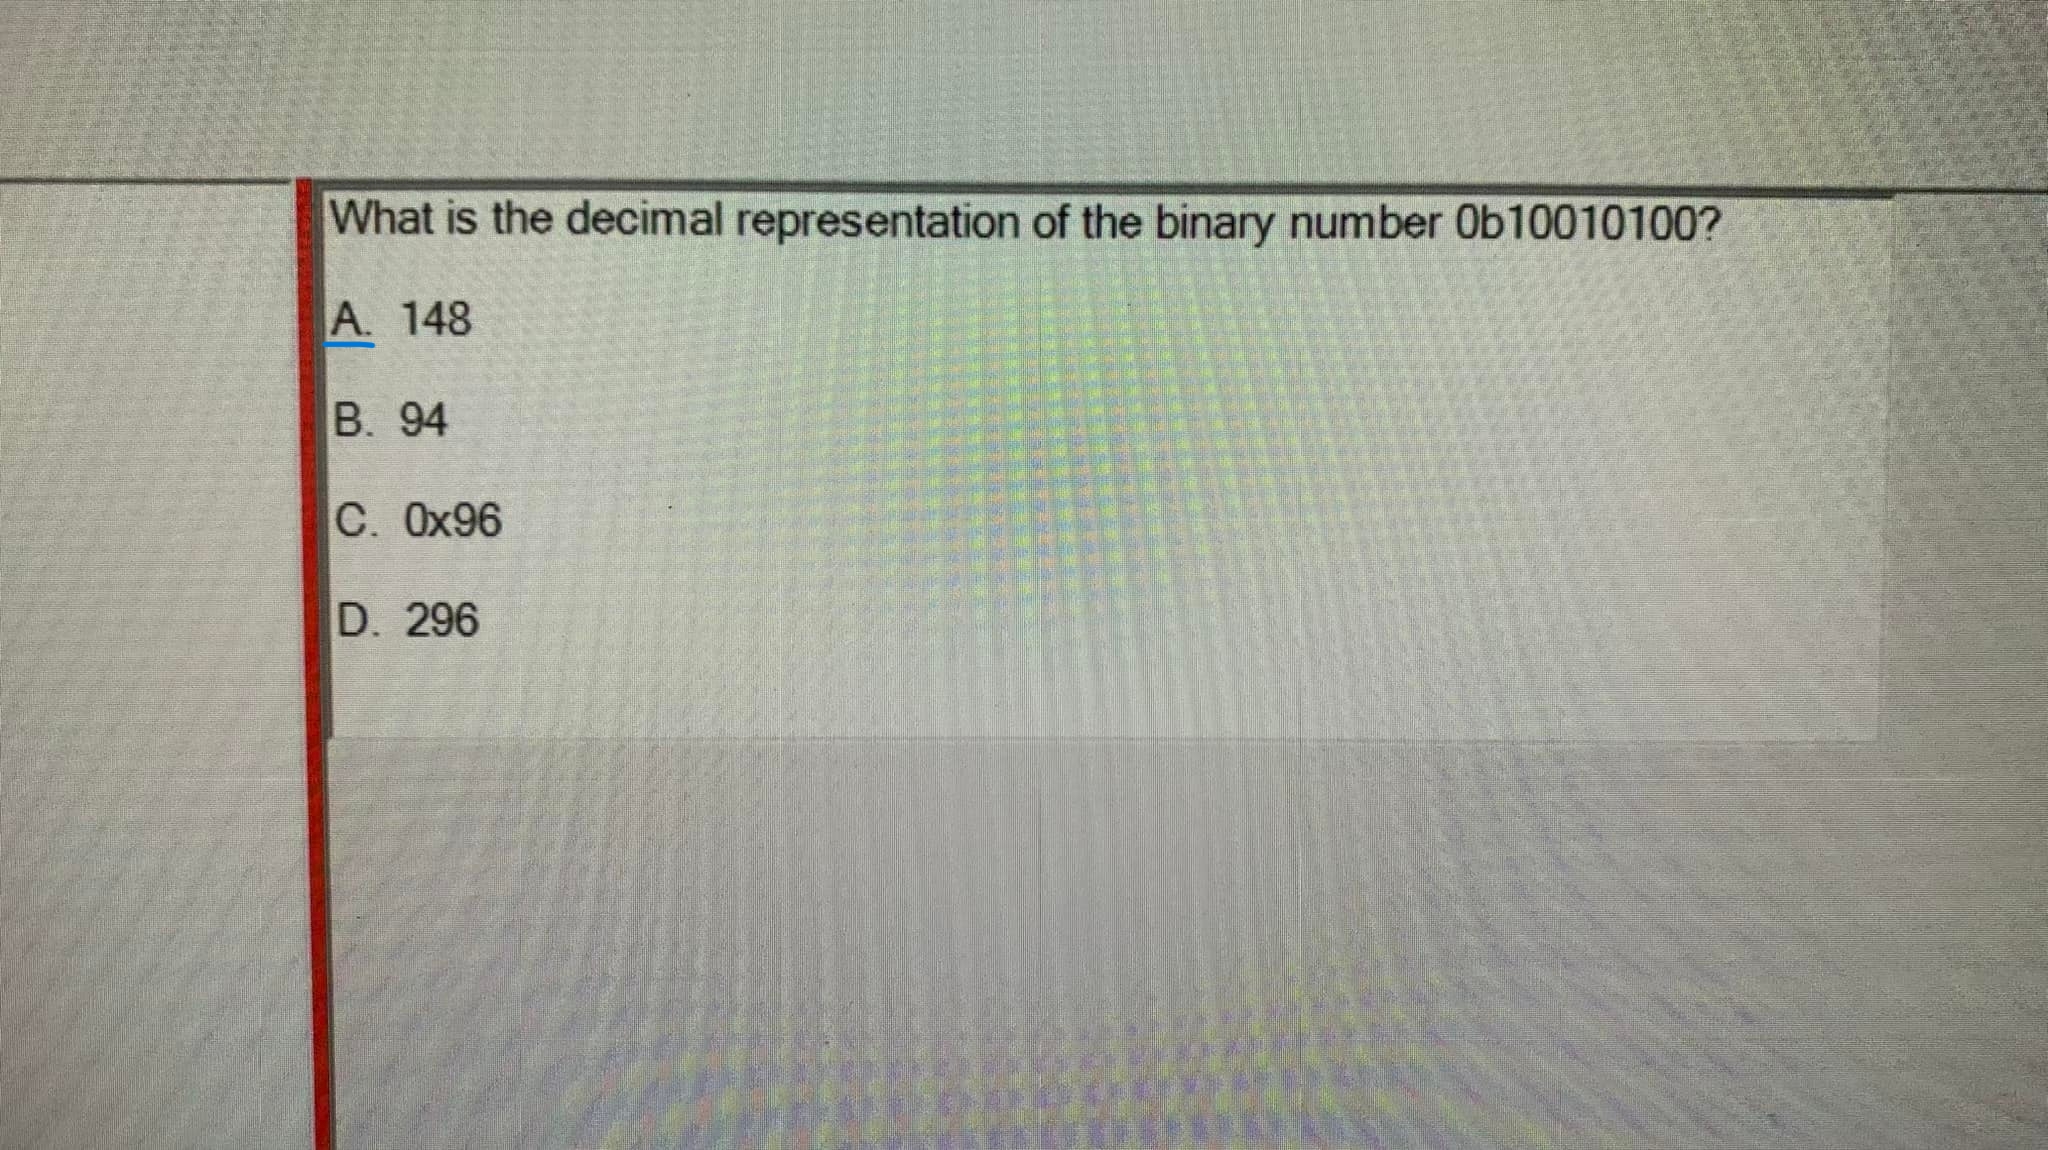 What is the decimal representation of the binary number 0b10010100?
A. 148
B. 94
C. 0x96
D. 296